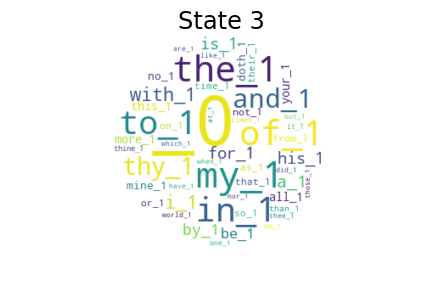 State 3
are_1
is_1
like_1
the_1
doth_1
their_1
no_1
time_1
your_1
with_1
and_1
this_1
0
as_1
not_1
but_1
to_1
on_1
times_1
it_1
of_1
more_1
which_1
from_1
thine_1
for_1
his_1
thy_1
when_1
my_1
as_1
did_1
mine_1
have_1
that_1
a_1
those_1
i_1
nor_1
all_1
or_1
in_1
so_1
than_1
world_1
thee_1
by_1
be_1
one_1